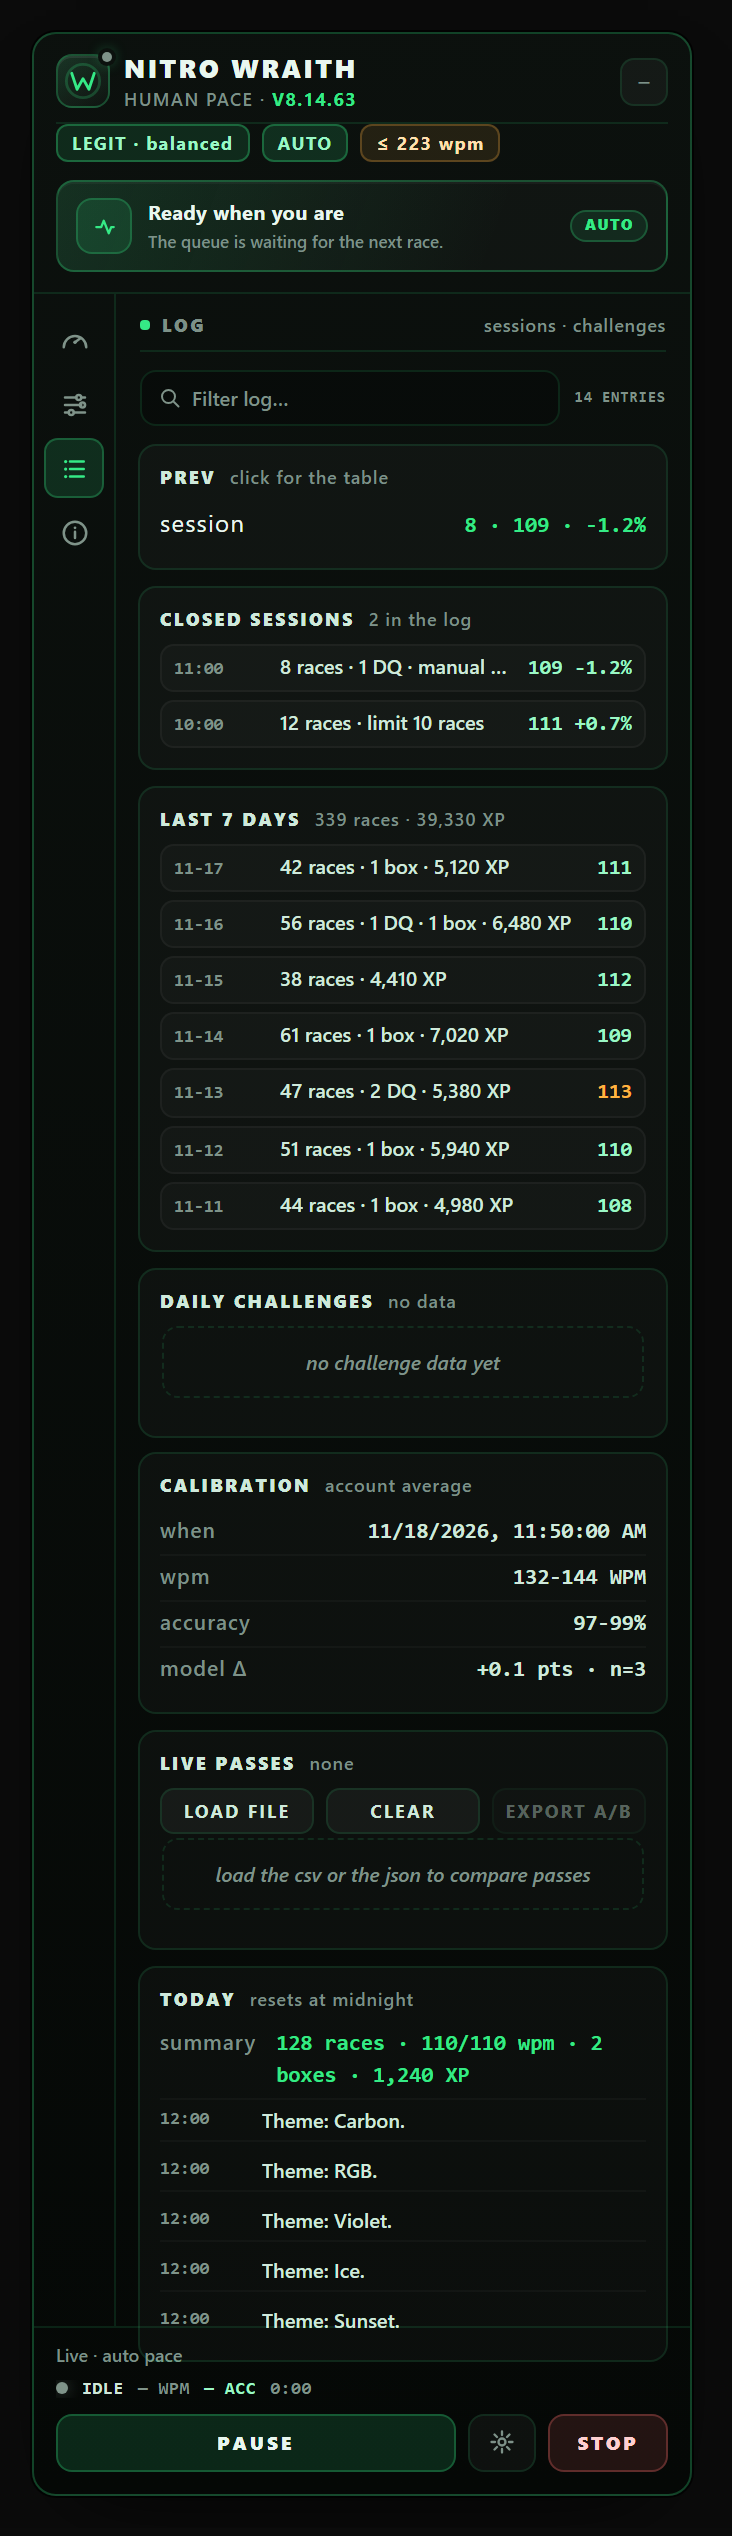 NITRO WRAITH
HUMAN PACE · V8.14.63
–
LEGIT · balanced
AUTO
≤ 223 wpm
Ready when you are
The queue is waiting for the next race.
AUTO
LOG
sessions · challenges
Filter log...
14 ENTRIES
PREV click for the table
session 8 · 109 · -1.2%
CLOSED SESSIONS 2 in the log
11:00 8 races · 1 DQ · manual ... 109 -1.2%
10:00 12 races · limit 10 races 111 +0.7%
LAST 7 DAYS 339 races · 39,330 XP
11-17 42 races · 1 box · 5,120 XP 111
11-16 56 races · 1 DQ · 1 box · 6,480 XP 110
11-15 38 races · 4,410 XP 112
11-14 61 races · 1 box · 7,020 XP 109
11-13 47 races · 2 DQ · 5,380 XP 113
11-12 51 races · 1 box · 5,940 XP 110
11-11 44 races · 1 box · 4,980 XP 108
DAILY CHALLENGES no data
no challenge data yet
CALIBRATION account average
when 11/18/2026, 11:50:00 AM
wpm 132-144 WPM
accuracy 97-99%
model Δ +0.1 pts · n=3
LIVE PASSES none
LOAD FILE
CLEAR
EXPORT A/B
load the csv or the json to compare passes
TODAY resets at midnight
summary 128 races · 110/110 wpm · 2
boxes · 1,240 XP
12:00 Theme: Carbon.
12:00 Theme: RGB.
12:00 Theme: Violet.
12:00 Theme: Ice.
12:00 Theme: Sunset.
Live · auto pace
IDLE — WPM — ACC 0:00
PAUSE
STOP